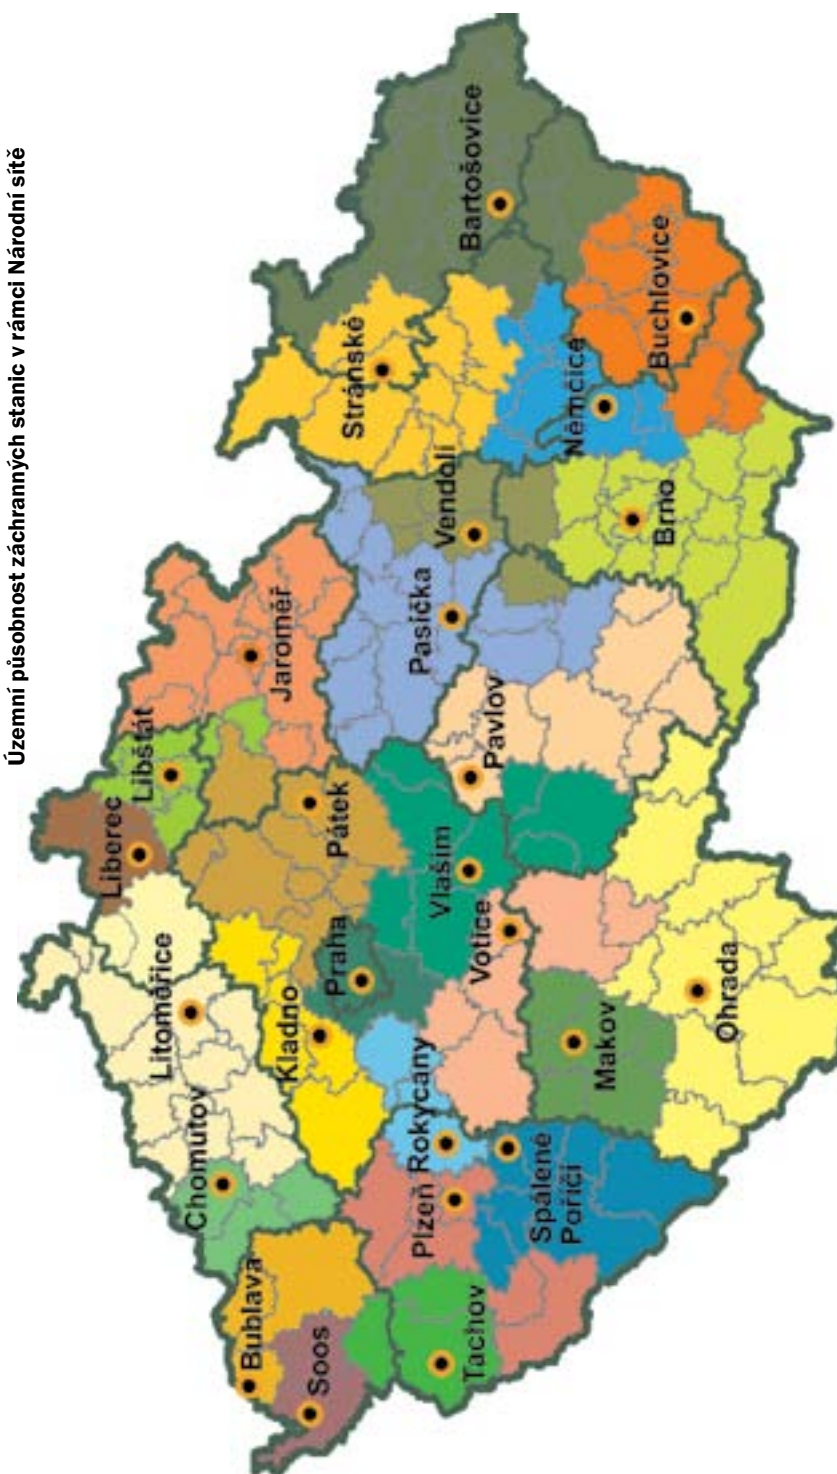 Územní působnost záchranných stanic v rámci Národní sítě
Bublava
Soos
Chomutov
Litoměřice
Liberec
Libštát
Jaroměř
Kladno
Praha
Pátek
Tachov
Plzeň
Rokycany
Spálené
Poříčí
Votice
Vlašim
Pavlov
Pasíčka
Vendolí
Stránské
Bartošovice
Makov
Ohrada
Brno
Němčice
Buchlovice